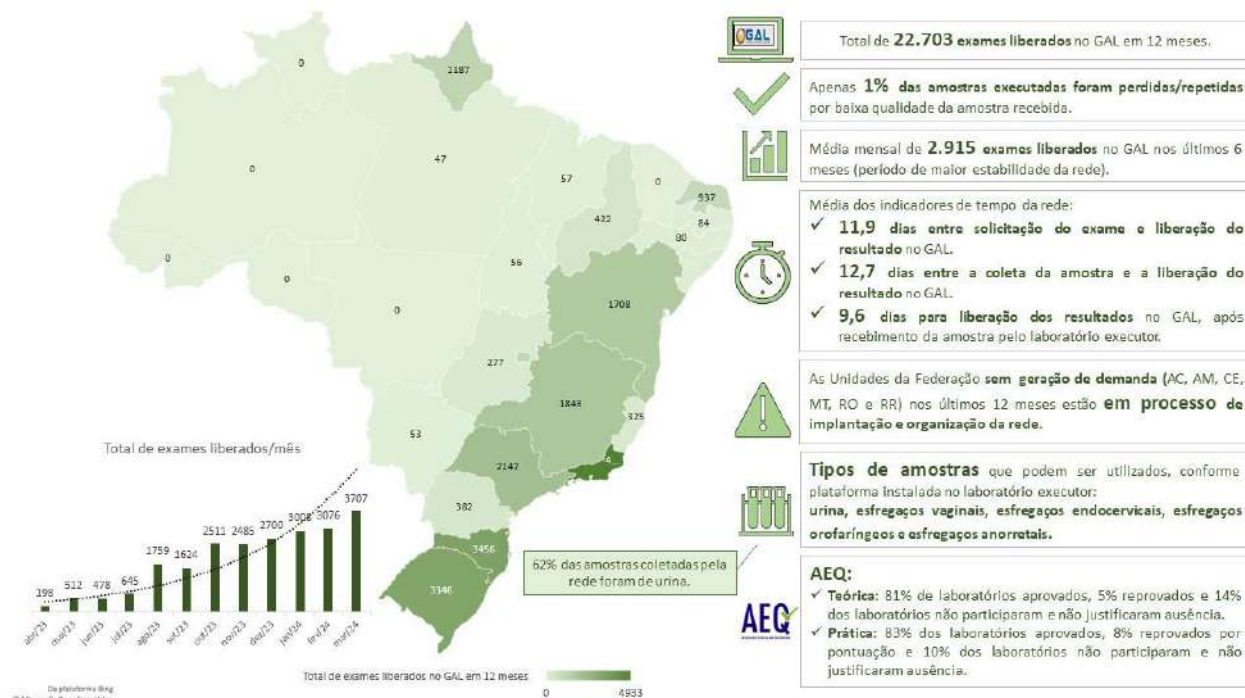 GAL
Total de 22.703 exames liberados no GAL em 12 meses.
Apenas 1% das amostras executadas foram perdidas/repetidas
por baixa qualidade da amostra recebida.
Média mensal de 2.915 exames liberados no GAL nos últimos 6
meses (período de maior estabilidade da rede).
Média dos indicadores de tempo da rede:
✓ 11,9 dias entre solicitação do exame e liberação do
resultado no GAL.
✓ 12,7 dias entre a coleta da amostra e a liberação do
resultado no GAL.
✓ 9,6 dias para liberação dos resultados no GAL, após
recebimento da amostra pelo laboratório executor.
As Unidades da Federação sem geração de demanda (AC, AM, CE,
MT, RO e RR) nos últimos 12 meses estão em processo de
implantação e organização da rede.
Tipos de amostras que podem ser utilizados, conforme
plataforma instalada no laboratório executor:
urina, esfregaços vaginais, esfregaços endocervicais, esfregaços
orofaríngeos e esfregaços anorretais.
62% das amostras coletadas pela
rede foram de urina.
AEQ
AEQ:
✓ Teórica: 81% de laboratórios aprovados, 5% reprovados e 14%
dos laboratórios não participaram e não justificaram ausência.
✓ Prática: 83% dos laboratórios aprovados, 8% reprovados por
pontuação e 10% dos laboratórios não participaram e não
justificaram ausência.
0
1187
0
47
57
0
937
422
84
80
0
0
56
0
1708
277
1843
325
53
2147
4
382
3456
3346
Total de exames liberados/mês
198
512
478
645
1759
1624
2511
2485
2700
3008
3076
3707
abr/23
mai/23
jun/23
jul/23
ago/23
set/23
out/23
nov/23
dez/23
jan/24
fev/24
mar/24
Total de exames liberados no GAL em 12 meses
0
4933
Da plataforma Bing